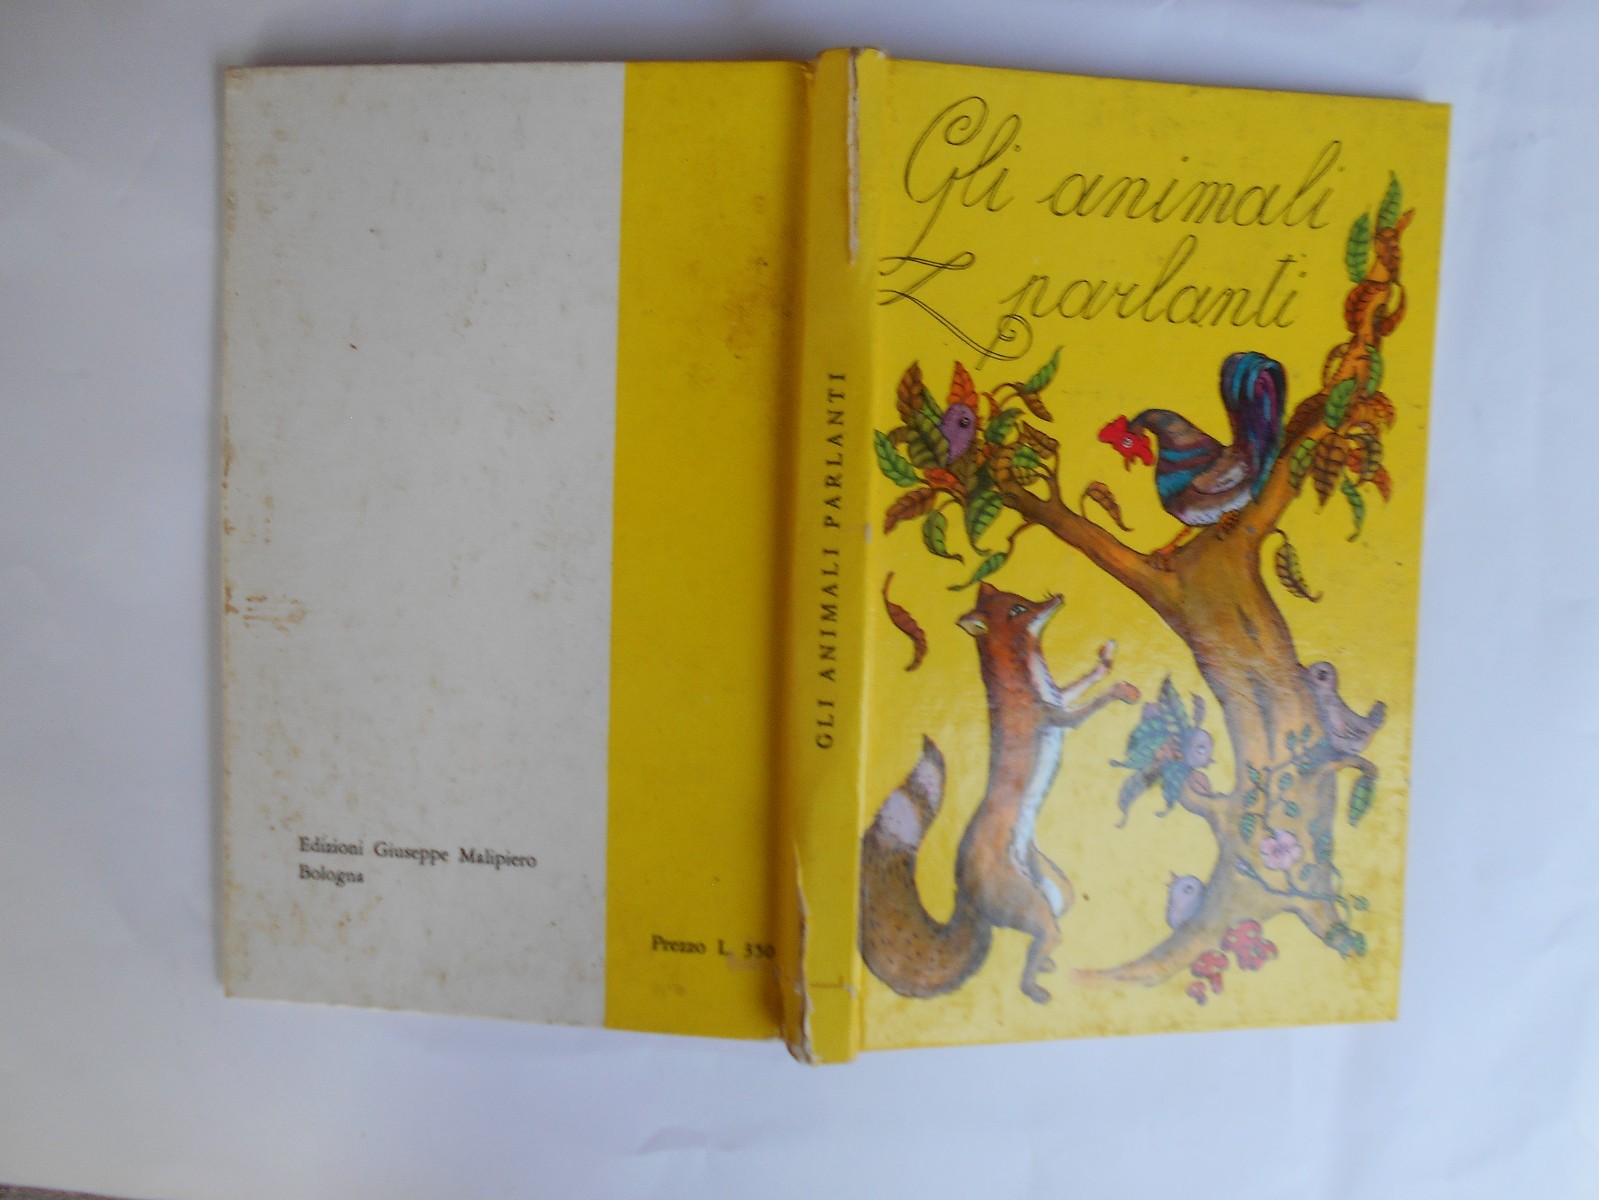 Gli animali
parlanti
GLI ANIMALI PARLANTI
Edizioni Giuseppe Malipiero
Bologna
Prezzo L. 350